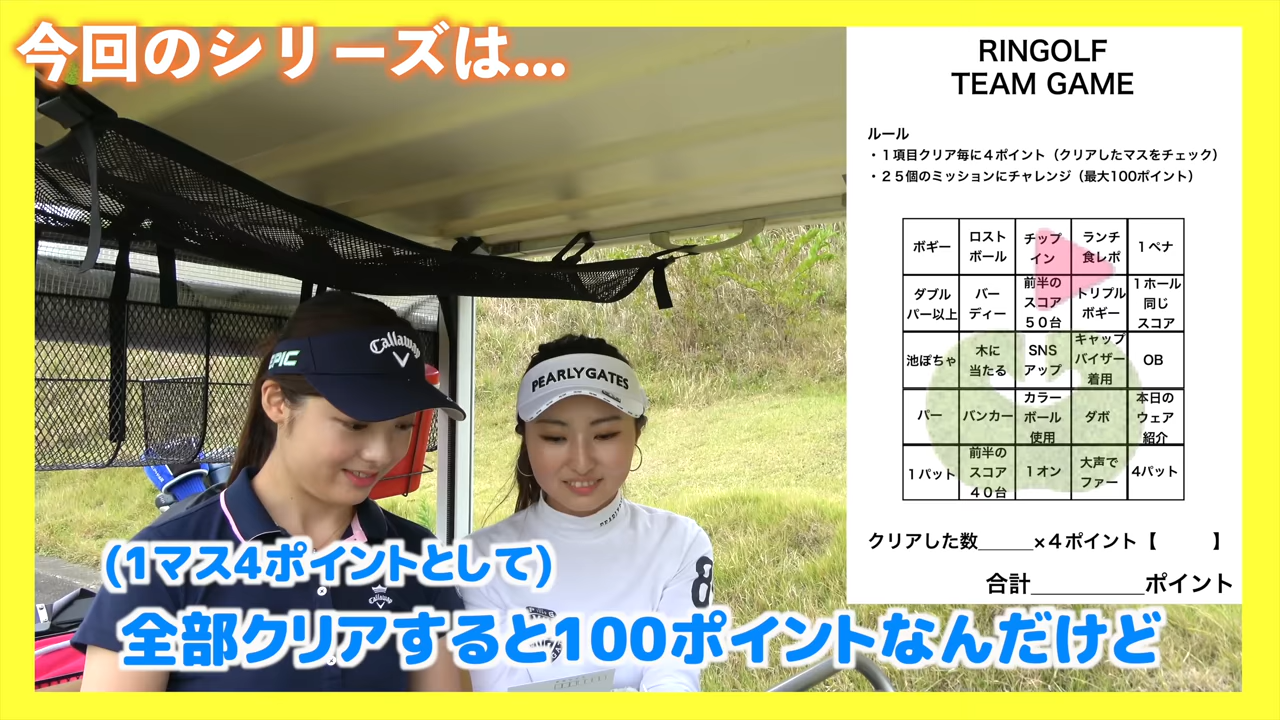 今回のシリーズは...
RINGOLF
TEAM GAME
ルール
・１項目クリア毎に４ポイント（クリアしたマスをチェック）
・２５個のミッションにチャレンジ（最大100ポイント）
ボギー
ロスト
ボール
チップ
イン
ランチ
食レポ
１ペナ
ダブル
パー以上
バー
ディー
前半の
スコア
５０台
トリプル
ボギー
１ホール
同じ
スコア
池ぽちゃ
木に
当たる
SNS
アップ
キャップ
バイザー
着用
OB
パー
バンカー
カラー
ボール
使用
ダボ
本日の
ウェア
紹介
１パット
前半の
スコア
４０台
１オン
大声で
ファー
4パット
クリアした数______×４ポイント【　　　】
合計__________ポイント
EPIC
Callaway
PEARLYGATES
Callaway
8
(1マス4ポイントとして)
全部クリアすると100ポイントなんだけど